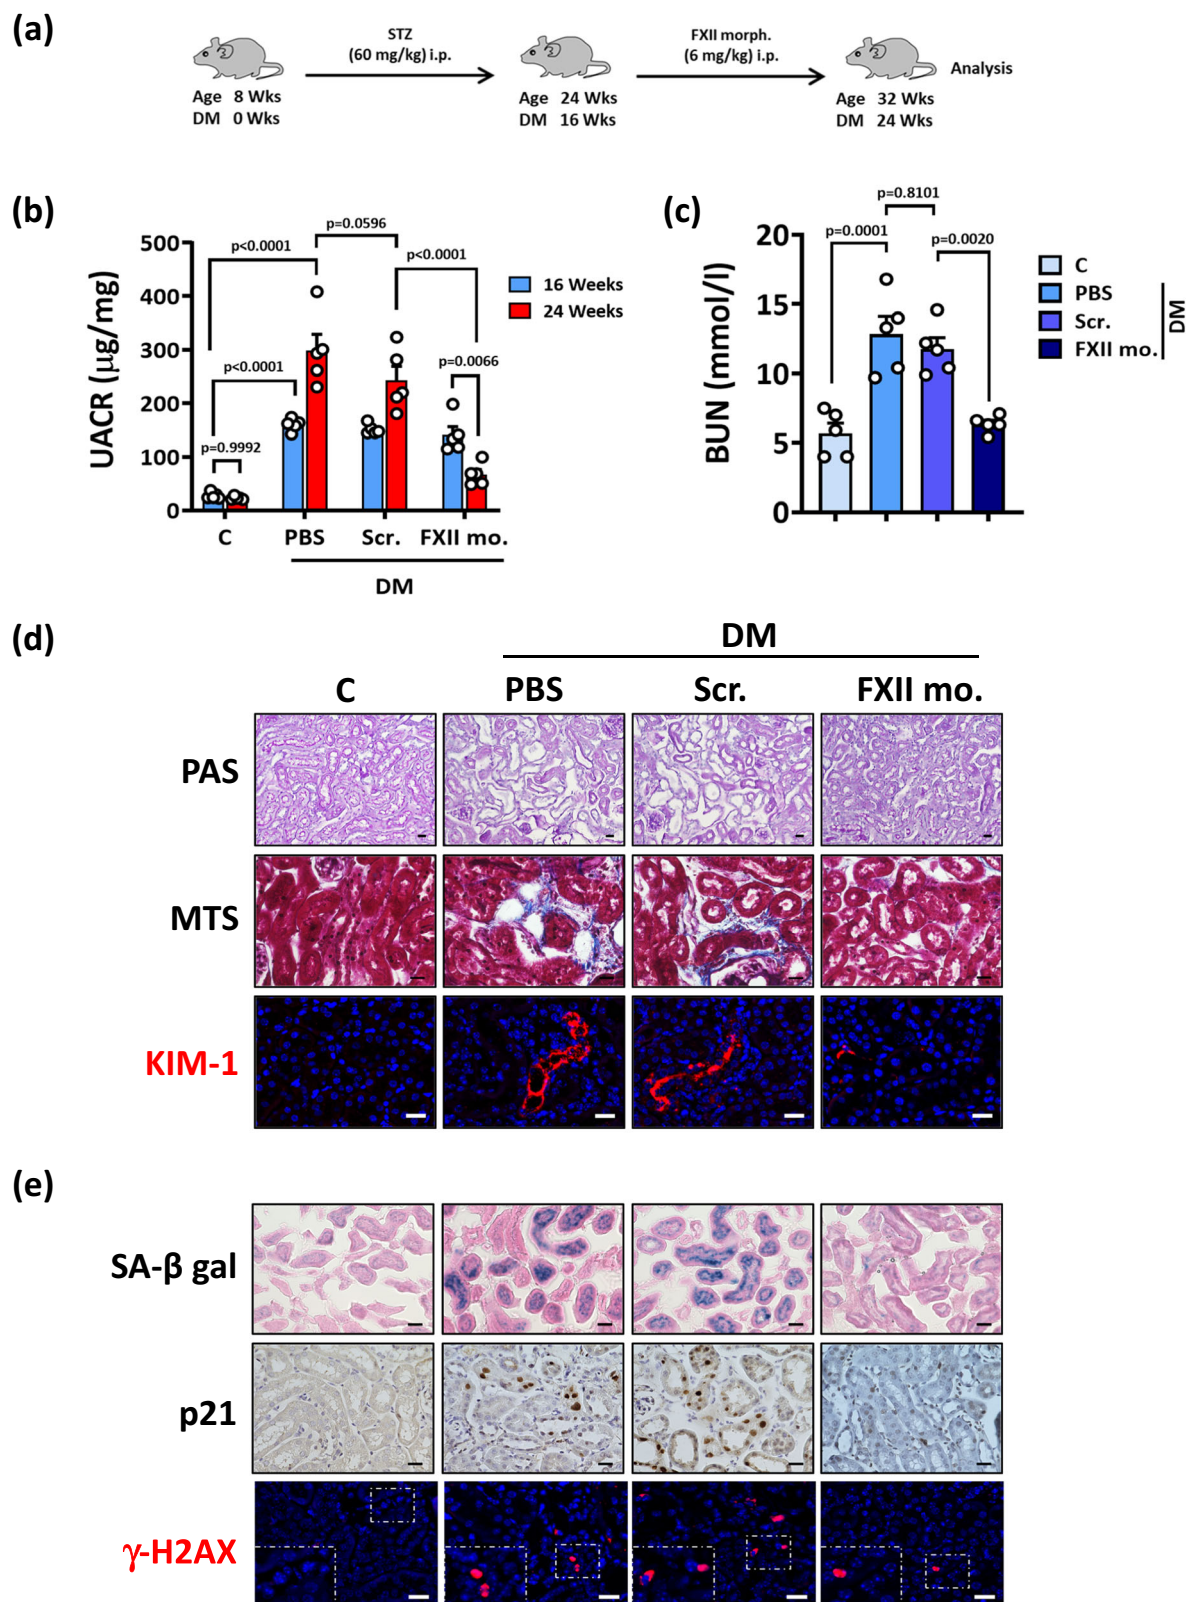 (a)
STZ
(60 mg/kg) i.p.
FXII morph.
(6 mg/kg) i.p.
Analysis
Age 8 Wks
DM 0 Wks
Age 24 Wks
DM 16 Wks
Age 32 Wks
DM 24 Wks
(b)
UACR (µg/mg)
500
400
300
200
100
0
p<0.0001
p=0.0596
p<0.0001
p<0.0001
p=0.0066
p=0.9992
16 Weeks
24 Weeks
C
PBS
Scr.
FXII mo.
DM
(c)
BUN (mmol/l)
20
15
10
5
0
p=0.8101
p=0.0001
p=0.0020
C
PBS
Scr.
FXII mo.
DM
(d)
DM
C
PBS
Scr.
FXII mo.
PAS
MTS
KIM-1
(e)
SA-β gal
p21
γ-H2AX